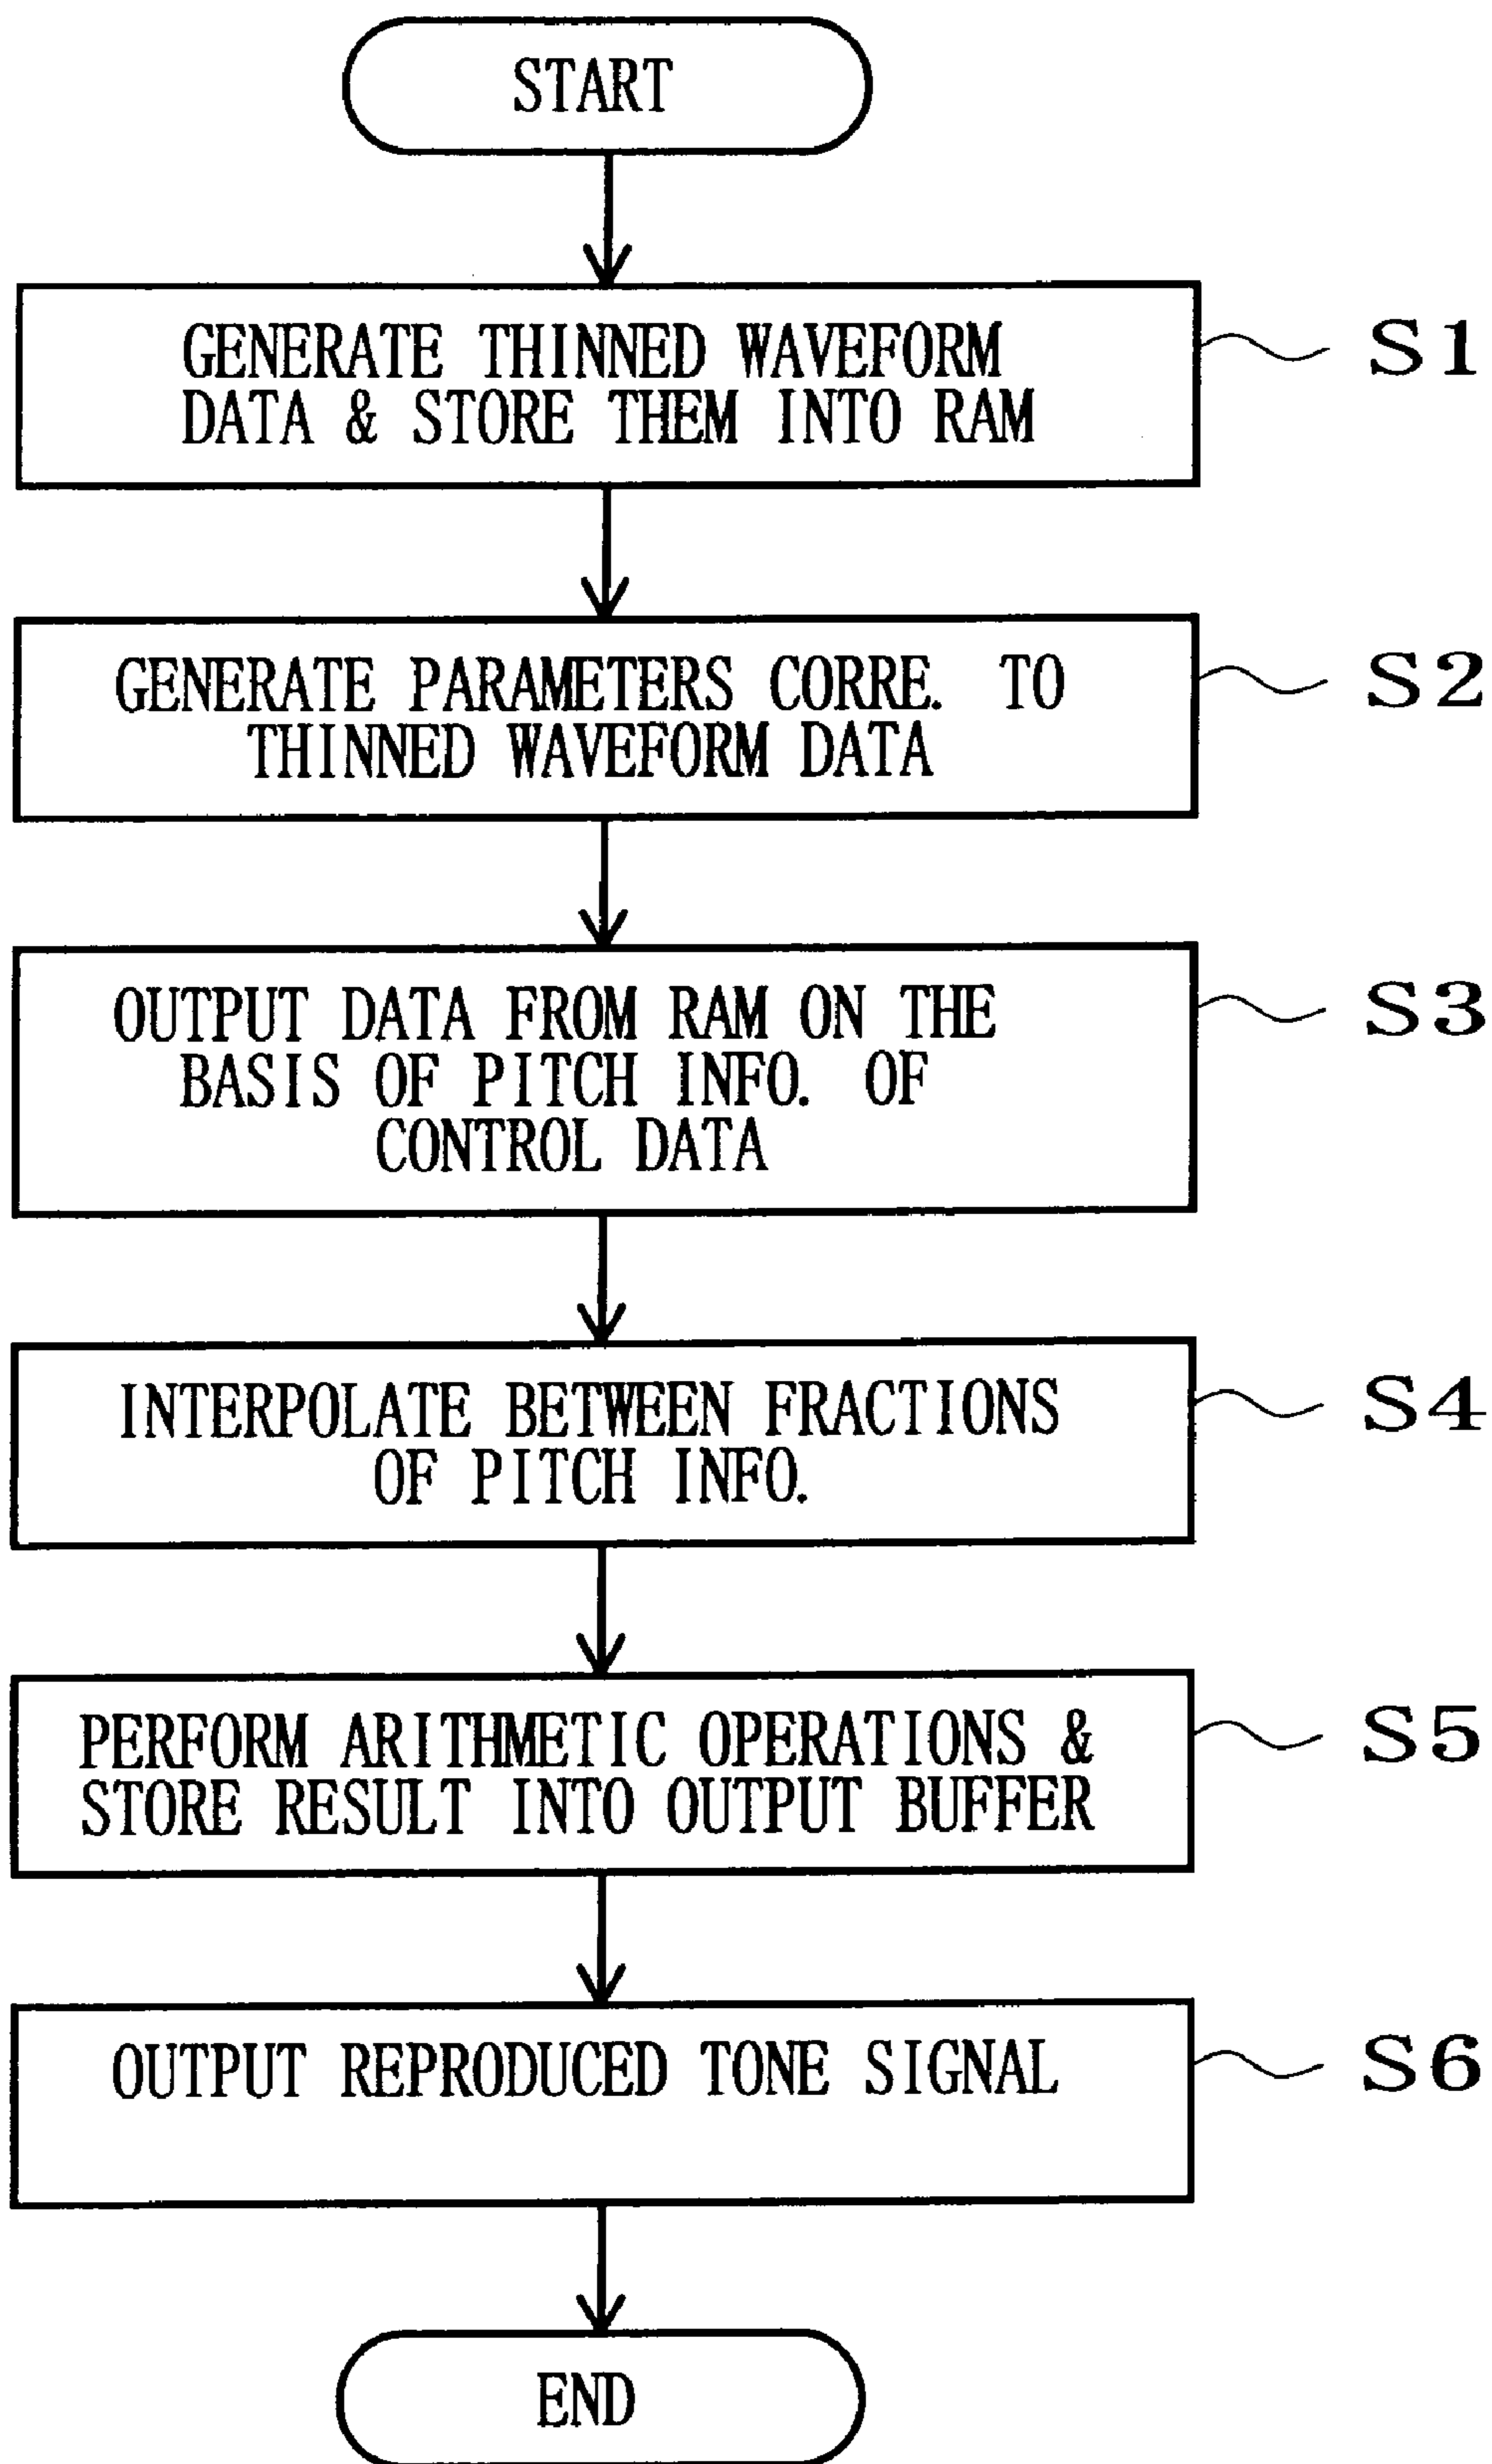 START
GENERATE THINNED WAVEFORM
DATA & STORE THEM INTO RAM
S1
GENERATE PARAMETERS CORRE. TO
THINNED WAVEFORM DATA
S2
OUTPUT DATA FROM RAM ON THE
BASIS OF PITCH INFO. OF
CONTROL DATA
S3
INTERPOLATE BETWEEN FRACTIONS
OF PITCH INFO.
S4
PERFORM ARITHMETIC OPERATIONS &
STORE RESULT INTO OUTPUT BUFFER
S5
OUTPUT REPRODUCED TONE SIGNAL
S6
END